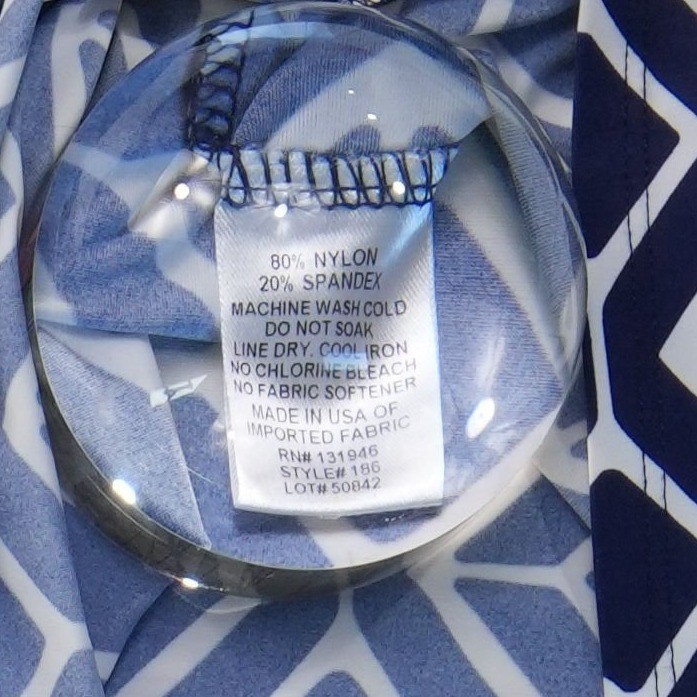 80% NYLON
20% SPANDEX
MACHINE WASH COLD
DO NOT SOAK
LINE DRY. COOL IRON
NO CHLORINE BLEACH
NO FABRIC SOFTENER
MADE IN USA OF
IMPORTED FABRIC
RN# 131946
STYLE# 186
LOT# 50842